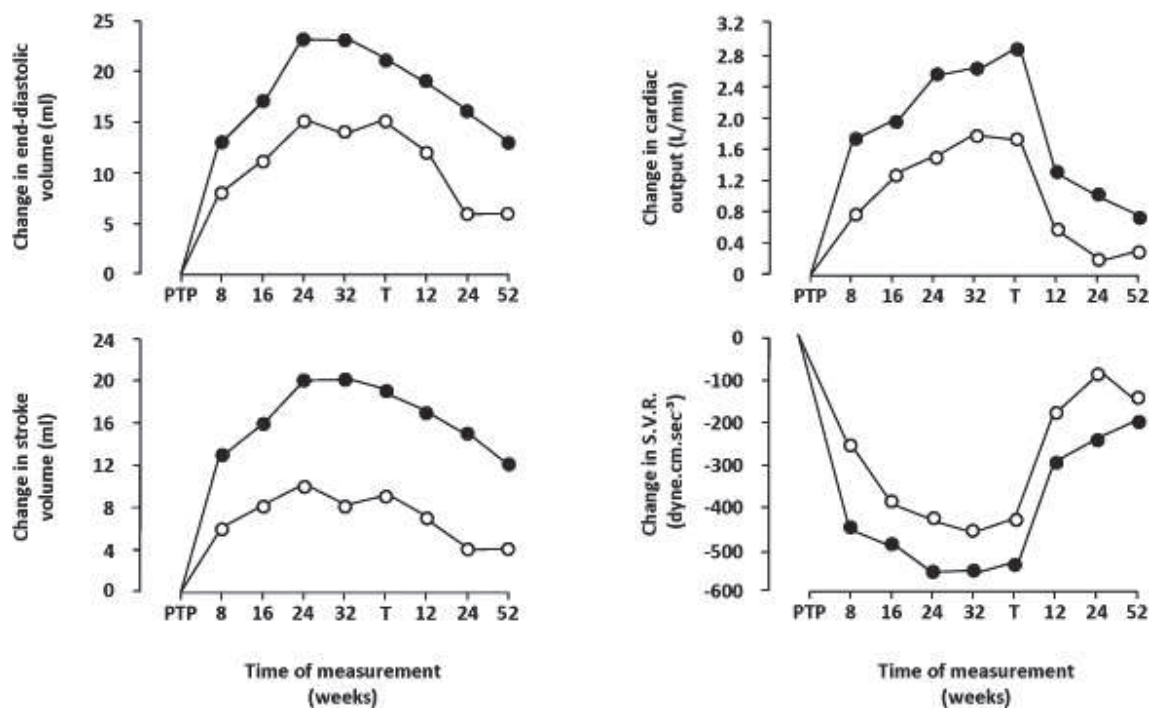 Change in end-diastolic
volume (ml)
25
20
15
10
5
0
PTP 8 16 24 32 T 12 24 52
Change in cardiac
output (L/min)
3.2
2.8
2.4
2.0
1.6
1.2
0.8
0.4
0
PTP 8 16 24 32 T 12 24 52
Change in stroke
volume (ml)
24
20
16
12
8
4
0
PTP 8 16 24 32 T 12 24 52
Time of measurement
(weeks)
Change in S.V.R.
(dyne.cm.sec⁻³)
0
-100
-200
-300
-400
-500
-600
PTP 8 16 24 32 T 12 24 52
Time of measurement
(weeks)